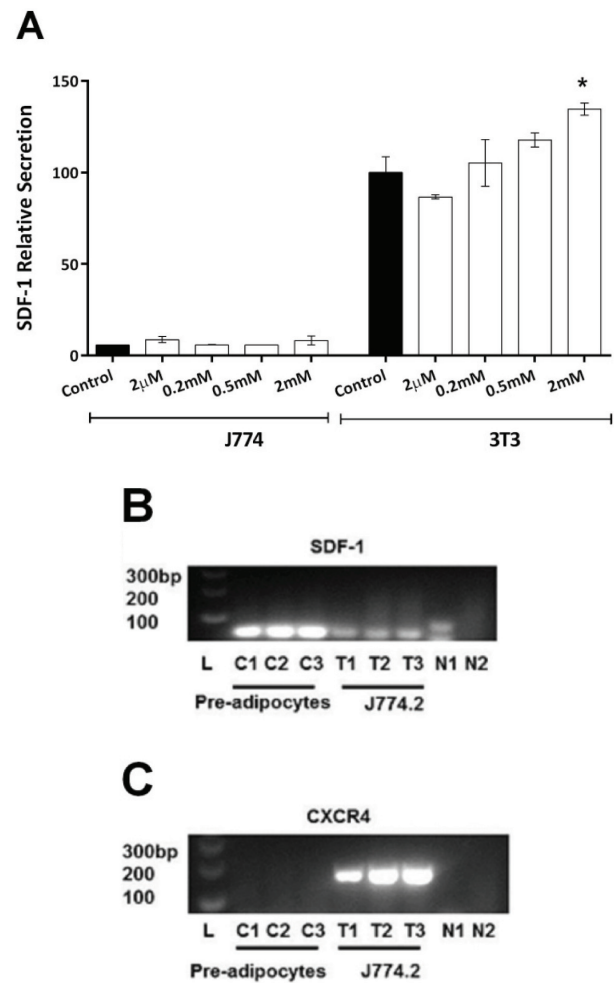 A
SDF-1 Relative Secretion
150
100
50
0
*
Control 2μM 0.2mM 0.5mM 2mM Control 2μM 0.2mM 0.5mM 2mM
J774 3T3
B
SDF-1
300bp
200
100
L C1 C2 C3 T1 T2 T3 N1 N2
Pre-adipocytes J774.2
C
CXCR4
300bp
200
100
L C1 C2 C3 T1 T2 T3 N1 N2
Pre-adipocytes J774.2